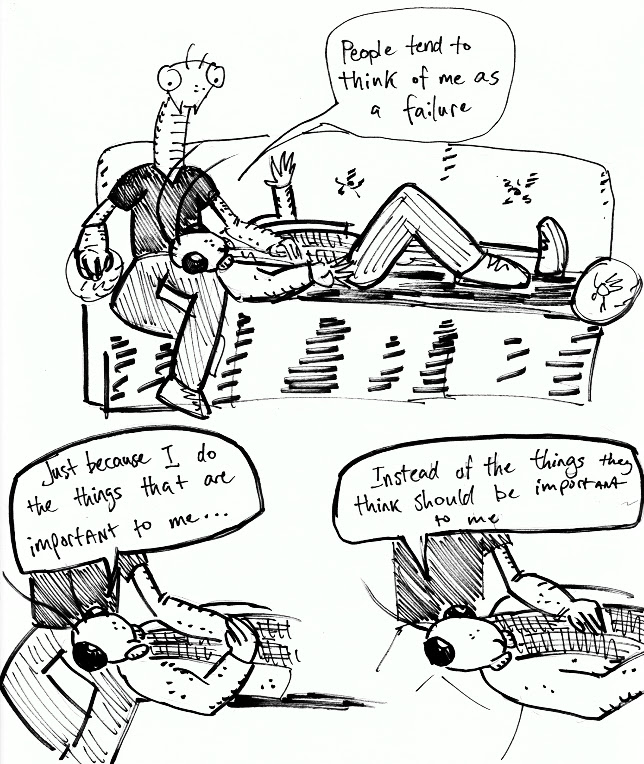 People tend to
think of me as
a failure
Just because I do
the things that are
important to me...
Instead of the things they
think should be important
to me